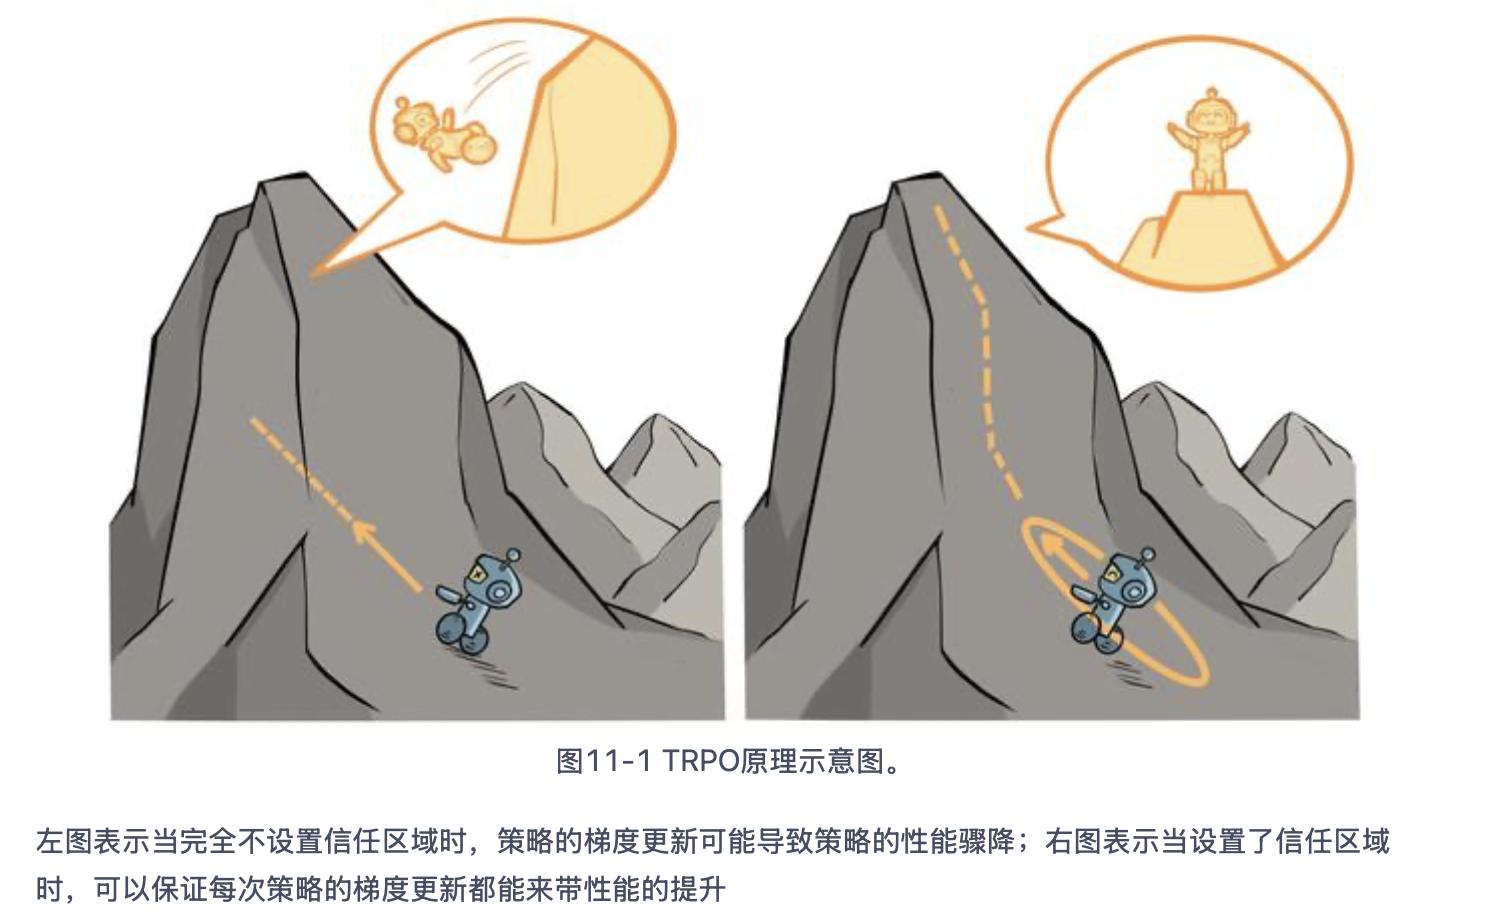 图11-1 TRPO原理示意图。
左图表示当完全不设置信任区域时，策略的梯度更新可能导致策略的性能骤降；右图表示当设置了信任区域
时，可以保证每次策略的梯度更新都能来带性能的提升